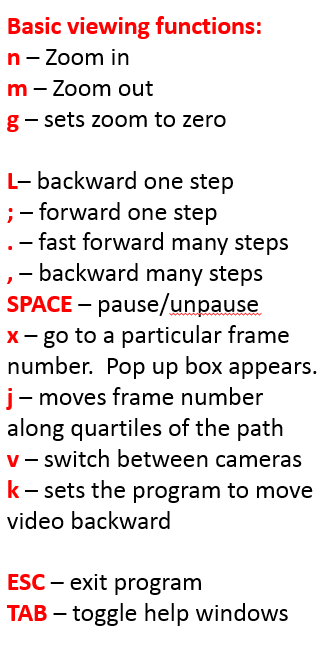 Basic viewing functions:
n – Zoom in
m – Zoom out
g – sets zoom to zero
L– backward one step
; – forward one step
. – fast forward many steps
, – backward many steps
SPACE – pause/unpause
x – go to a particular frame
number.  Pop up box appears.
j – moves frame number
along quartiles of the path
v – switch between cameras
k – sets the program to move
video backward
ESC – exit program
TAB – toggle help windows